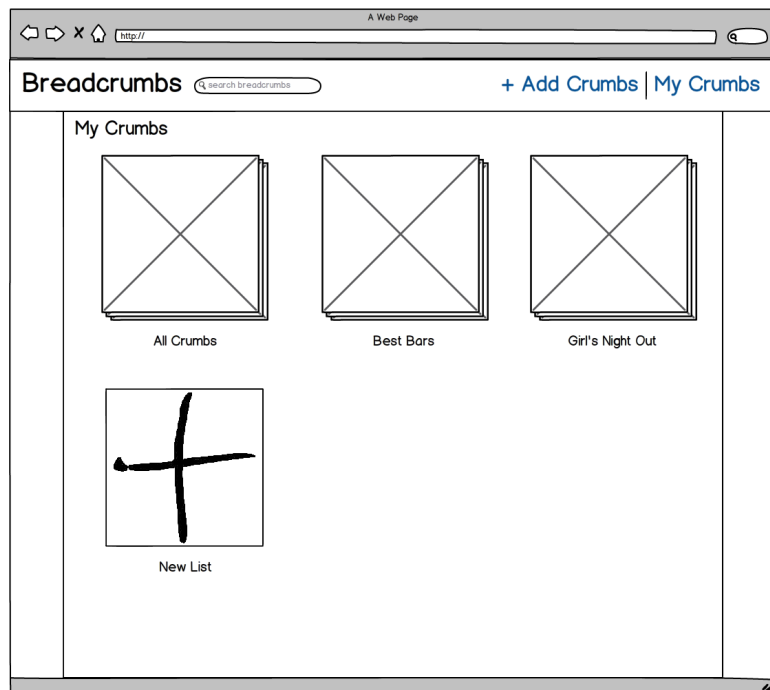 A Web Page
http://
Breadcrumbs search breadcrumbs + Add Crumbs My Crumbs
My Crumbs
All Crumbs Best Bars Girl's Night Out
New List